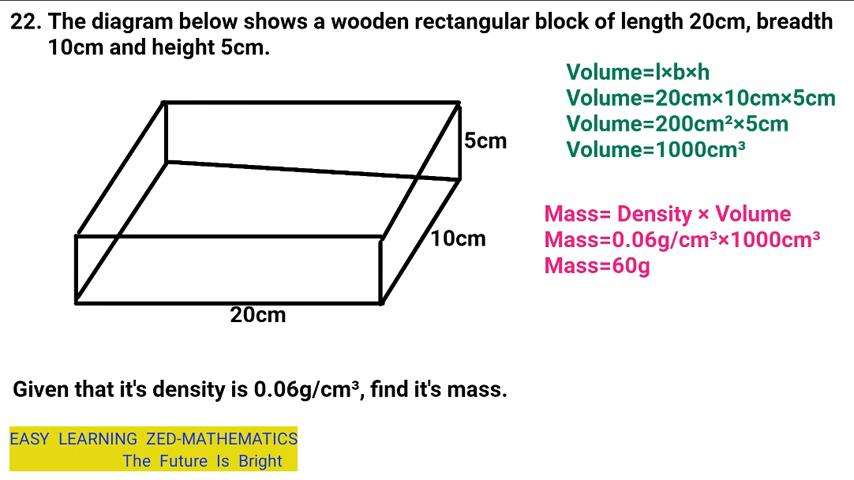 22. The diagram below shows a wooden rectangular block of length 20cm, breadth
10cm and height 5cm.
Volume=l×b×h
Volume=20cm×10cm×5cm
Volume=200cm²×5cm
Volume=1000cm³
5cm
10cm
20cm
Mass= Density × Volume
Mass=0.06g/cm³×1000cm³
Mass=60g
Given that it's density is 0.06g/cm³, find it's mass.
EASY LEARNING ZED-MATHEMATICS
The Future Is Bright